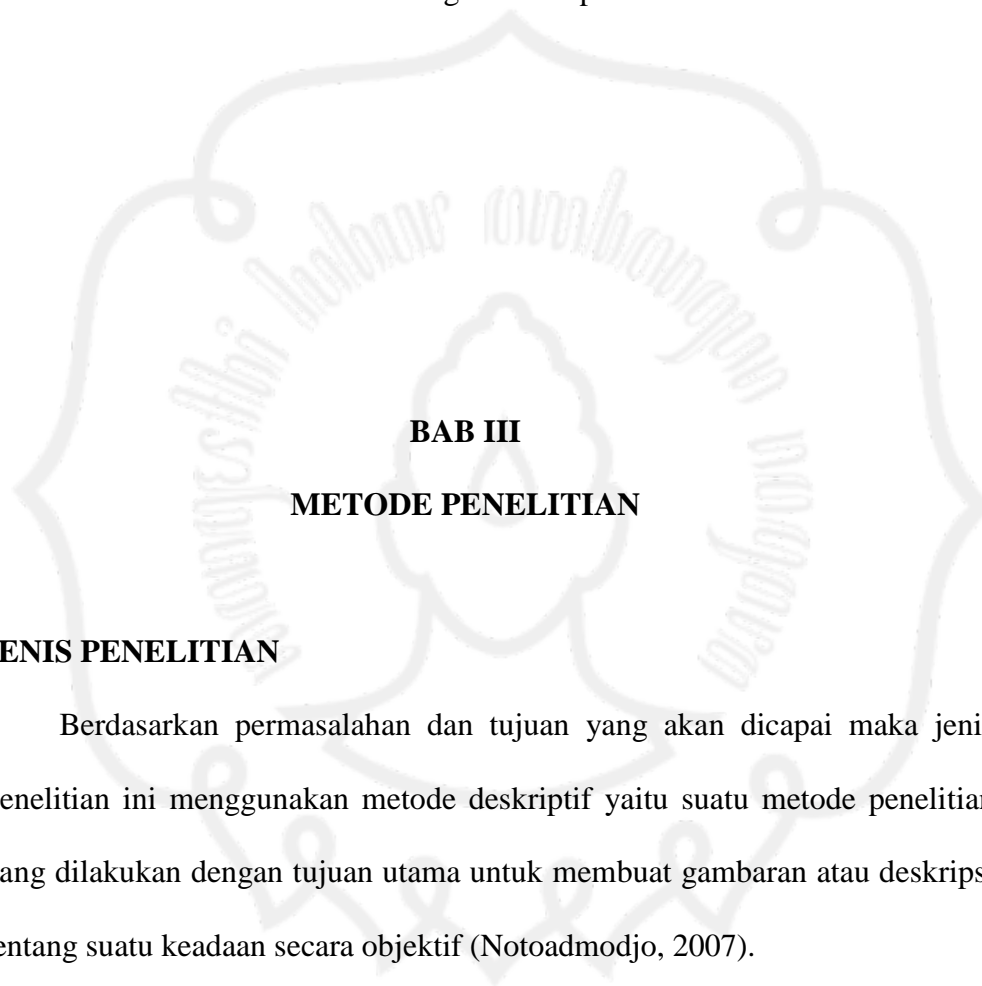 BAB III
METODE PENELITIAN
ENIS PENELITIAN
Berdasarkan permasalahan dan tujuan yang akan dicapai maka jeni
enelitian ini menggunakan metode deskriptif yaitu suatu metode penelitian
ang dilakukan dengan tujuan utama untuk membuat gambaran atau deskrips
entang suatu keadaan secara objektif (Notoadmodjo, 2007).